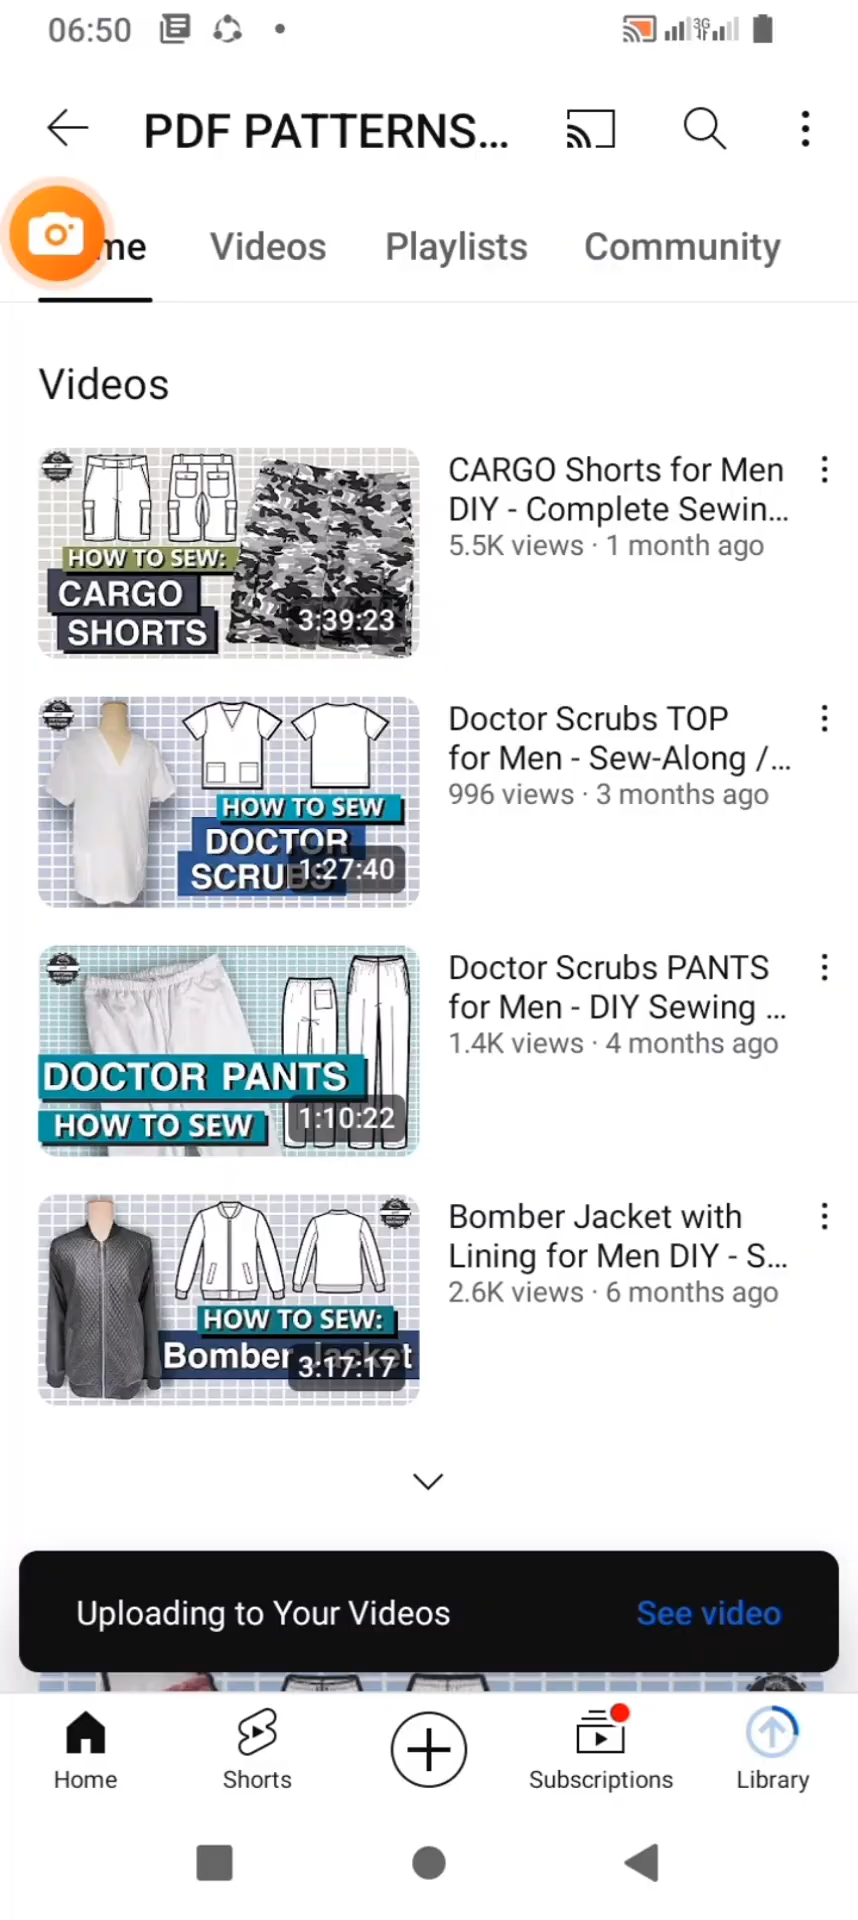 06:50
3G
PDF PATTERNS...
me
Videos
Playlists
Community
Videos
HOW TO SEW:
CARGO
SHORTS
3:39:23
CARGO Shorts for Men
DIY - Complete Sewin...
5.5K views · 1 month ago
HOW TO SEW
DOCTOR
SCRUBS
1:27:40
Doctor Scrubs TOP
for Men - Sew-Along /...
996 views · 3 months ago
DOCTOR PANTS
HOW TO SEW
1:10:22
Doctor Scrubs PANTS
for Men - DIY Sewing ...
1.4K views · 4 months ago
HOW TO SEW:
Bomber Jacket
3:17:17
Bomber Jacket with
Lining for Men DIY - S...
2.6K views · 6 months ago
Uploading to Your Videos
See video
Home
Shorts
Subscriptions
Library